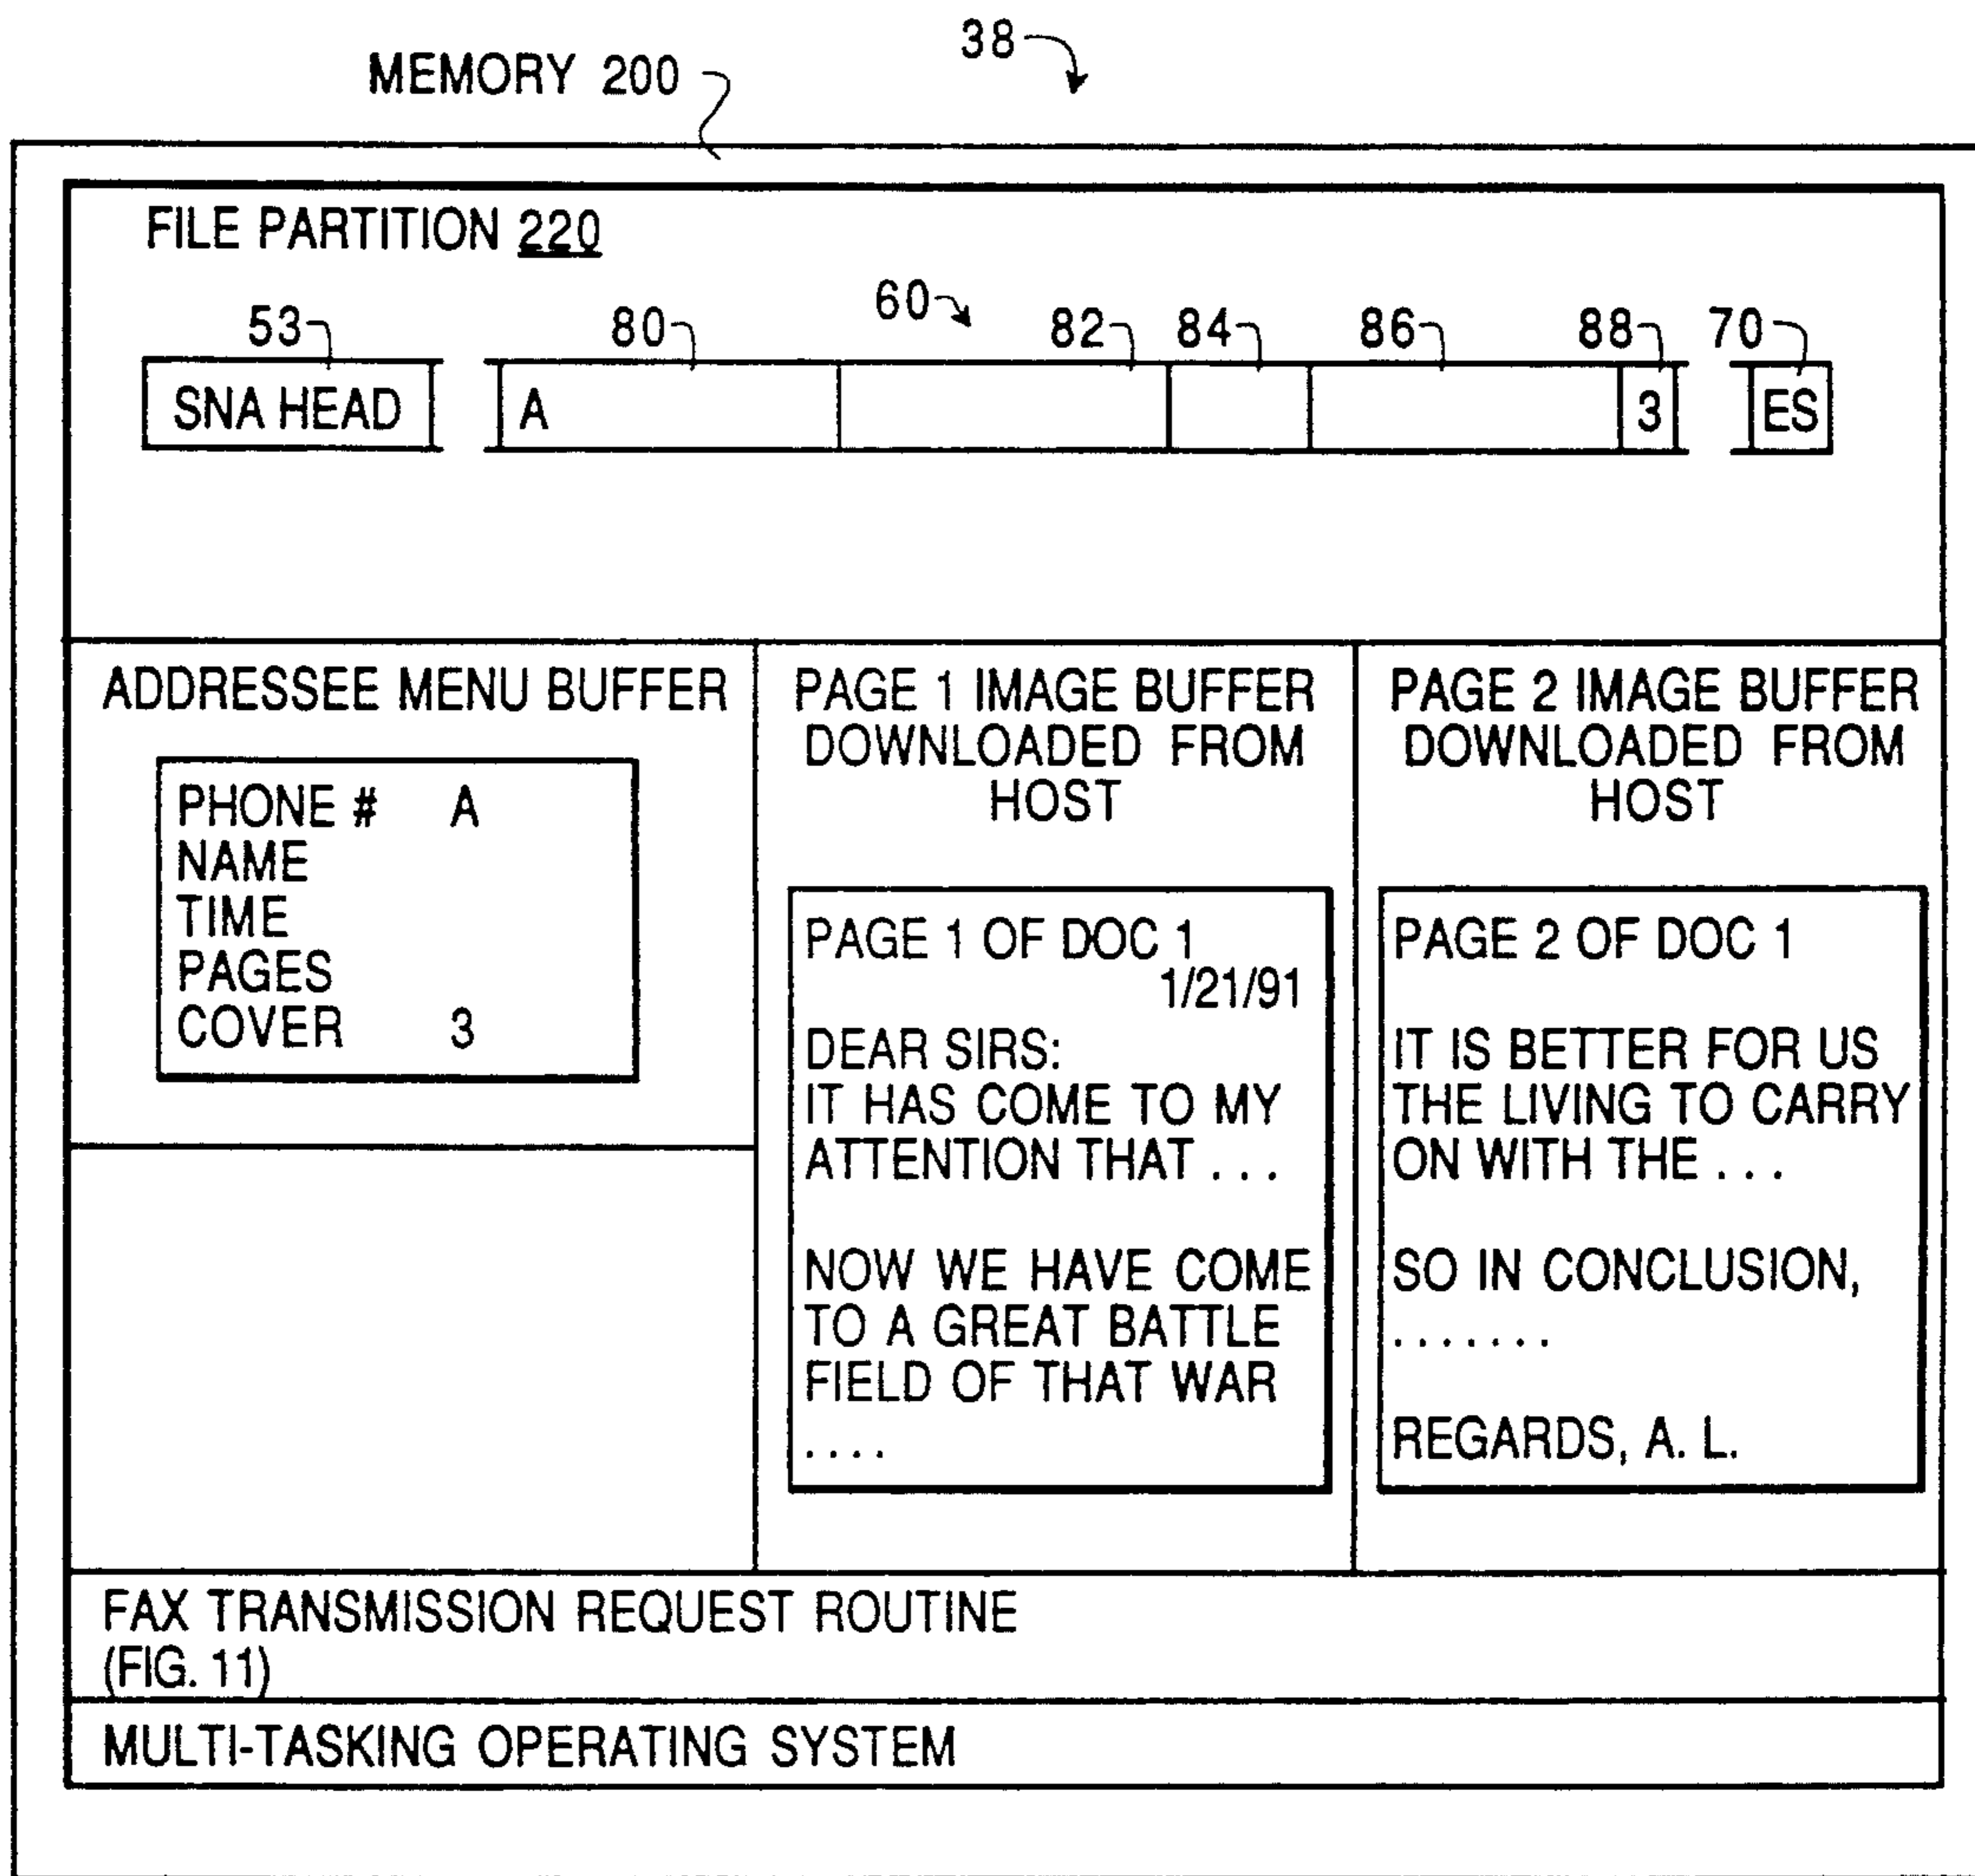 38
MEMORY 200
FILE PARTITION 220
53 80 60 82 84 86 88 70
SNA HEAD A 3 ES
ADDRESSEE MENU BUFFER
PHONE # A
NAME
TIME
PAGES
COVER 3
PAGE 1 IMAGE BUFFER
DOWNLOADED FROM
HOST
PAGE 1 OF DOC 1
1/21/91
DEAR SIRS:
IT HAS COME TO MY
ATTENTION THAT . . .
NOW WE HAVE COME
TO A GREAT BATTLE
FIELD OF THAT WAR
. . . .
PAGE 2 IMAGE BUFFER
DOWNLOADED FROM
HOST
PAGE 2 OF DOC 1
IT IS BETTER FOR US
THE LIVING TO CARRY
ON WITH THE . . .
SO IN CONCLUSION,
. . . . . . .
REGARDS, A. L.
FAX TRANSMISSION REQUEST ROUTINE
(FIG. 11)
MULTI-TASKING OPERATING SYSTEM